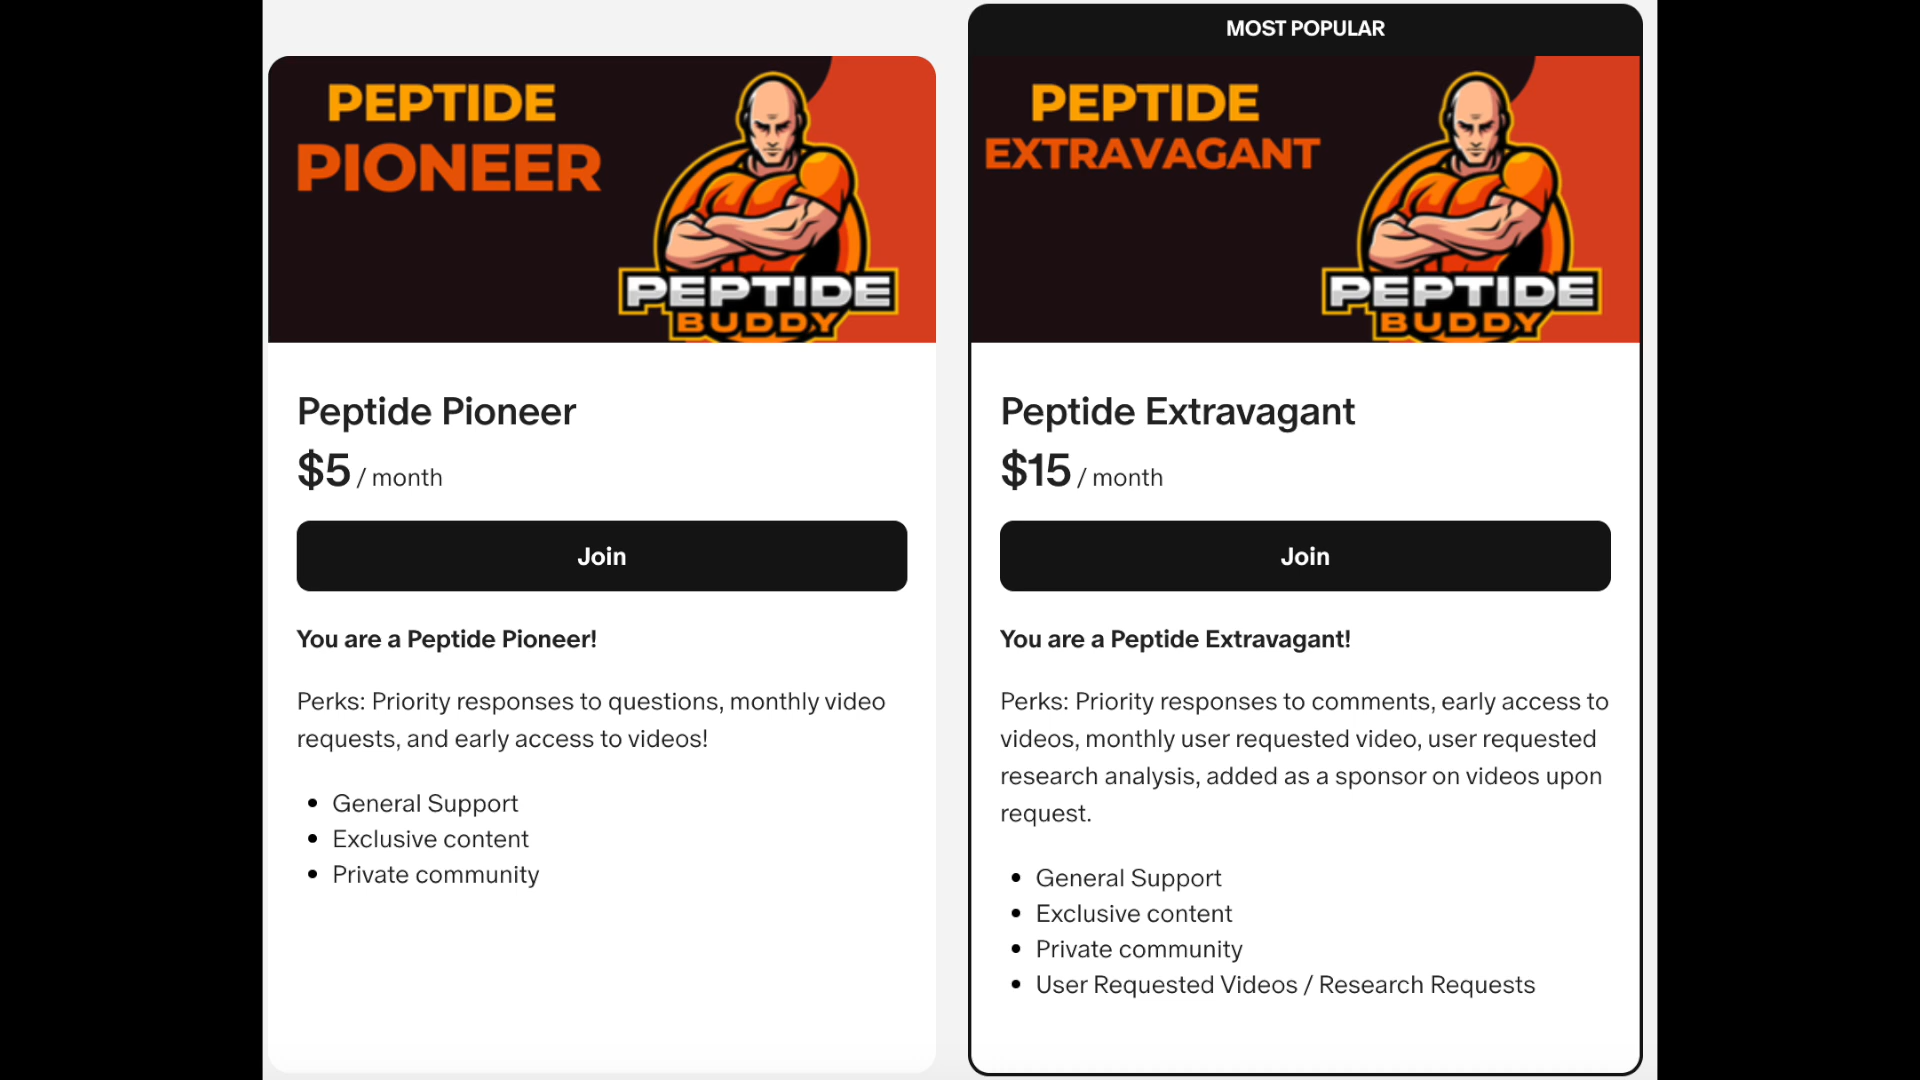 PEPTIDE
PIONEER
PEPTIDE
BUDDY
Peptide Pioneer
$5 / month
Join
You are a Peptide Pioneer!
Perks: Priority responses to questions, monthly video
requests, and early access to videos!
• General Support
• Exclusive content
• Private community
MOST POPULAR
PEPTIDE
EXTRAVAGANT
PEPTIDE
BUDDY
Peptide Extravagant
$15 / month
Join
You are a Peptide Extravagant!
Perks: Priority responses to comments, early access to
videos, monthly user requested video, user requested
research analysis, added as a sponsor on videos upon
request.
• General Support
• Exclusive content
• Private community
• User Requested Videos / Research Requests